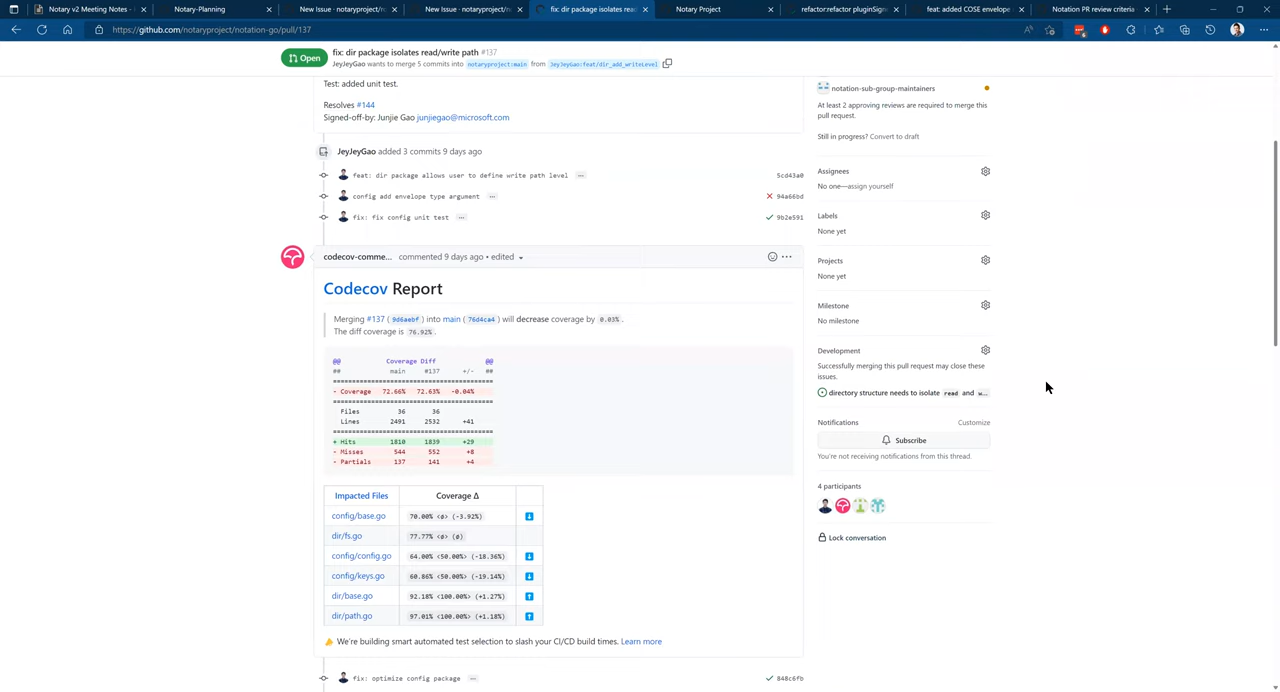 Notary v2 Meeting Notes -
Notary-Planning
New Issue · notaryproject/no
New Issue · notaryproject/no
fix: dir package isolates rea
Notary Project
refactor:refactor pluginSign
feat: added COSE envelope
Notation PR review criteria
https://github.com/notaryproject/notation-go/pull/137
Open
fix: dir package isolates read/write path #137
JeyJeyGao wants to merge 5 commits into notaryproject:main from JeyJeyGao:feat/dir_add_writeLevel
Test: added unit test.
Resolves #144
Signed-off-by: Junjie Gao junjiegao@microsoft.com
JeyJeyGao added 3 commits 9 days ago
feat: dir package allows user to define write path level ... 5cd43a0
config add envelope type argument ... 94a66bd
fix: fix config unit test ... 9b2e591
codecov-comme... commented 9 days ago • edited
Codecov Report
Merging #137 (9d6aebf) into main (76d4ca4) will decrease coverage by 0.03%.
The diff coverage is 76.92%.
@@ Coverage Diff @@
## main #137 +/- ##
==========================================
- Coverage 72.66% 72.63% -0.04%
==========================================
Files 36 36
Lines 2491 2532 +41
==========================================
+ Hits 1810 1839 +29
- Misses 544 552 +8
- Partials 137 141 +4
Impacted Files Coverage Δ
config/base.go 70.00% <ø> (-3.92%)
dir/fs.go 77.77% <ø> (ø)
config/config.go 64.00% <50.00%> (-18.36%)
config/keys.go 60.86% <50.00%> (-19.14%)
dir/base.go 92.18% <100.00%> (+1.27%)
dir/path.go 97.01% <100.00%> (+1.18%)
We're building smart automated test selection to slash your CI/CD build times. Learn more
fix: optimize config package ... 848c6fb
notation-sub-group-maintainers
At least 2 approving reviews are required to merge this
pull request.
Still in progress? Convert to draft
Assignees
No one—assign yourself
Labels
None yet
Projects
None yet
Milestone
No milestone
Development
Successfully merging this pull request may close these
issues.
directory structure needs to isolate read and w...
Notifications Customize
Subscribe
You're not receiving notifications from this thread.
4 participants
Lock conversation